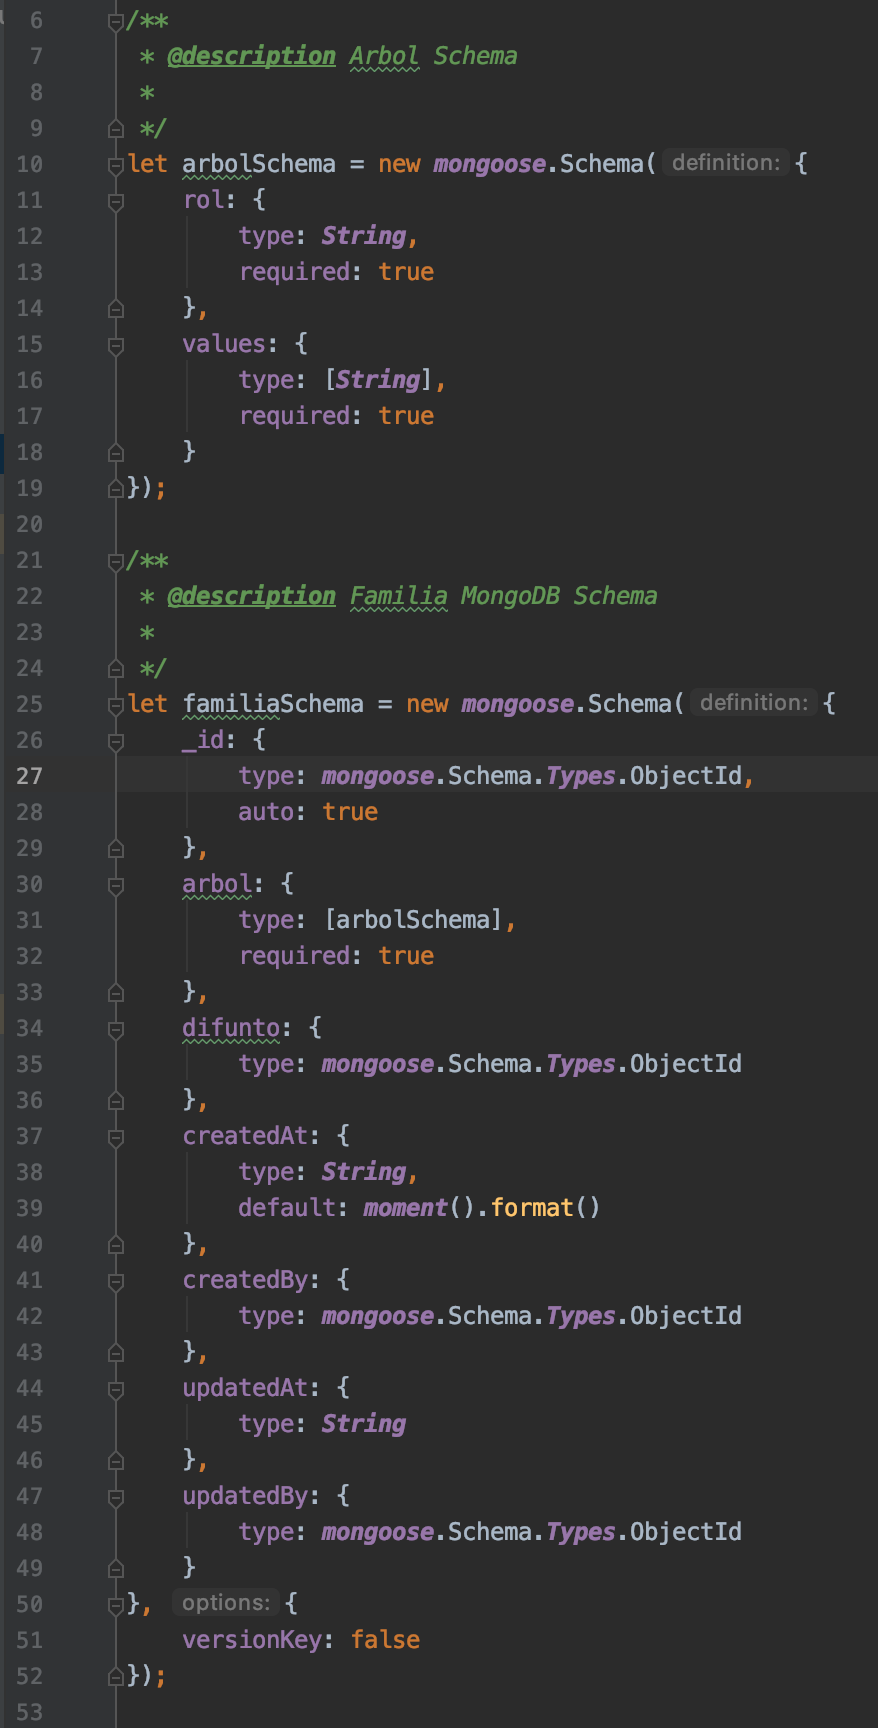 6 /**
7 * @description Arbol Schema
8 *
9 */
10 let arbolSchema = new mongoose.Schema( definition: {
11 rol: {
12 type: String,
13 required: true
14 },
15 values: {
16 type: [String],
17 required: true
18 }
19 });
20
21 /**
22 * @description Familia MongoDB Schema
23 *
24 */
25 let familiaSchema = new mongoose.Schema( definition: {
26 _id: {
27 type: mongoose.Schema.Types.ObjectId,
28 auto: true
29 },
30 arbol: {
31 type: [arbolSchema],
32 required: true
33 },
34 difunto: {
35 type: mongoose.Schema.Types.ObjectId
36 },
37 createdAt: {
38 type: String,
39 default: moment().format()
40 },
41 createdBy: {
42 type: mongoose.Schema.Types.ObjectId
43 },
44 updatedAt: {
45 type: String
46 },
47 updatedBy: {
48 type: mongoose.Schema.Types.ObjectId
49 }
50 }, options: {
51 versionKey: false
52 });
53